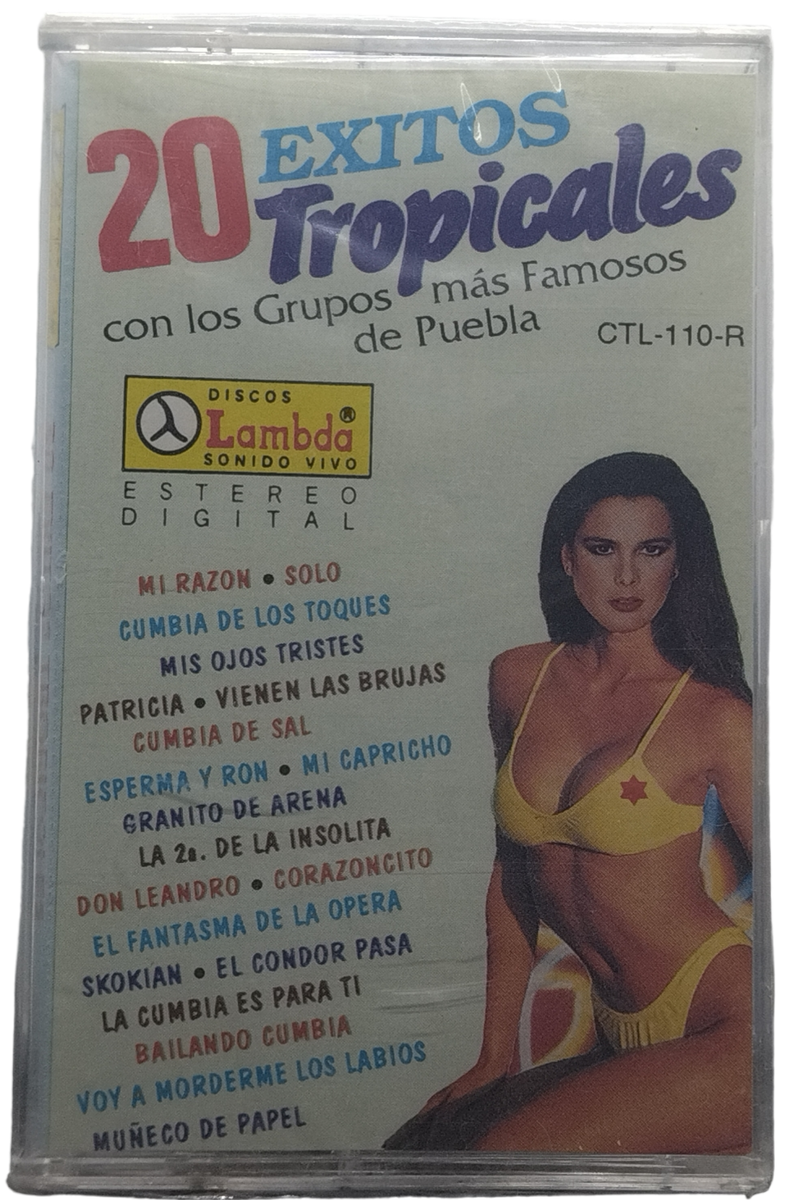 20 EXITOS
Tropicales
con los Grupos más Famosos
de Puebla
CTL-110-R
DISCOS
Lambda®
SONIDO VIVO
ESTEREO
DIGITAL
MI RAZON • SOLO
CUMBIA DE LOS TOQUES
MIS OJOS TRISTES
PATRICIA • VIENEN LAS BRUJAS
CUMBIA DE SAL
ESPERMA Y RON • MI CAPRICHO
GRANITO DE ARENA
LA 2a. DE LA INSOLITA
DON LEANDRO • CORAZONCITO
EL FANTASMA DE LA OPERA
SKOKIAN • EL CONDOR PASA
LA CUMBIA ES PARA TI
BAILANDO CUMBIA
VOY A MORDERME LOS LABIOS
MUÑECO DE PAPEL